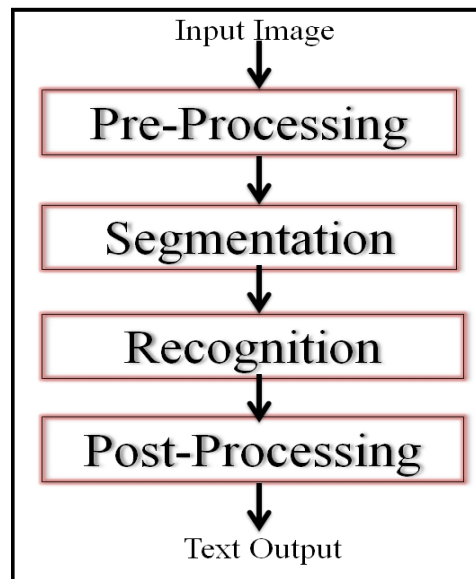 Input Image
Pre-Processing
Segmentation
Recognition
Post-Processing
Text Output